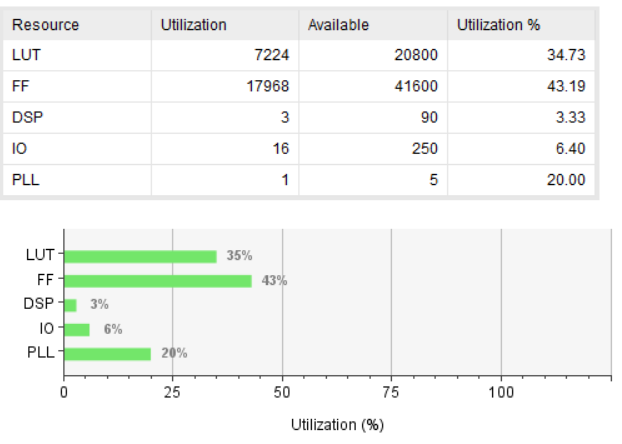 Resource Utilization Available Utilization %
LUT 7224 20800 34.73
FF 17968 41600 43.19
DSP 3 90 3.33
IO 16 250 6.40
PLL 1 5 20.00
LUT 35%
FF 43%
DSP 3%
IO 6%
PLL 20%
0 25 50 75 100
Utilization (%)